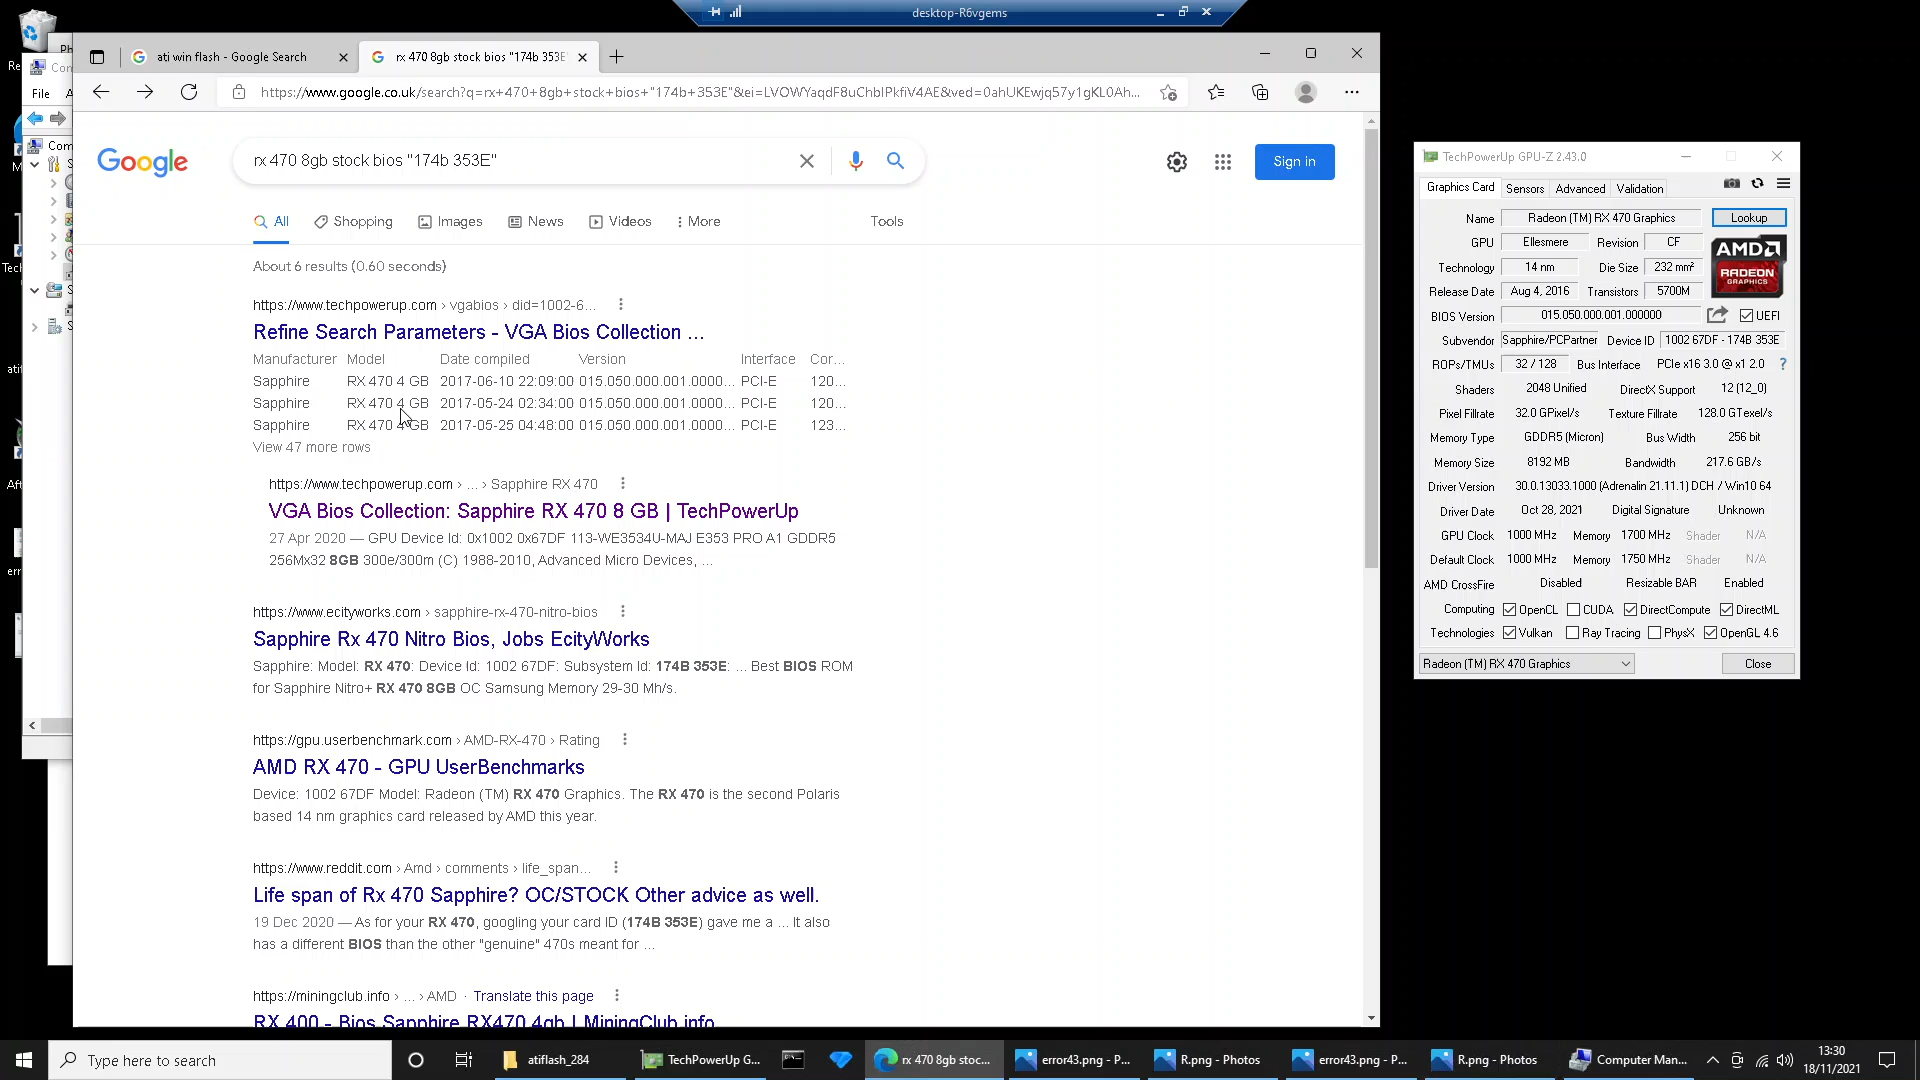 desktop-R6vgems
ati win flash - Google Search
rx 470 8gb stock bios "174b 353E"
https://www.google.co.uk/search?q=rx+470+8gb+stock+bios+"174b+353E"&ei=LVOWYaqdF8uChbIPkfiV4AE&ved=0ahUKEwjq57y1gKL0Ah...
File
Google
rx 470 8gb stock bios "174b 353E"
Sign in
All
Shopping
Images
News
Videos
More
Tools
About 6 results (0.60 seconds)
https://www.techpowerup.com › vgabios › did=1002-6...
Refine Search Parameters - VGA Bios Collection ...
Manufacturer Model Date compiled Version Interface Cor...
Sapphire RX 470 4 GB 2017-06-10 22:09:00 015.050.000.001.0000... PCI-E 120...
Sapphire RX 470 4 GB 2017-05-24 02:34:00 015.050.000.001.0000... PCI-E 120...
Sapphire RX 470 4 GB 2017-05-25 04:48:00 015.050.000.001.0000... PCI-E 123...
View 47 more rows
https://www.techpowerup.com › ... › Sapphire RX 470
VGA Bios Collection: Sapphire RX 470 8 GB | TechPowerUp
27 Apr 2020 — GPU Device Id: 0x1002 0x67DF 113-WE3534U-MAJ E353 PRO A1 GDDR5
256Mx32 8GB 300e/300m (C) 1988-2010, Advanced Micro Devices, ...
https://www.ecityworks.com › sapphire-rx-470-nitro-bios
Sapphire Rx 470 Nitro Bios, Jobs EcityWorks
Sapphire: Model: RX 470: Device Id: 1002 67DF: Subsystem Id: 174B 353E: ... Best BIOS ROM
for Sapphire Nitro+ RX 470 8GB OC Samsung Memory 29-30 Mh/s.
https://gpu.userbenchmark.com › AMD-RX-470 › Rating
AMD RX 470 - GPU UserBenchmarks
Device: 1002 67DF Model: Radeon (TM) RX 470 Graphics. The RX 470 is the second Polaris
based 14 nm graphics card released by AMD this year.
https://www.reddit.com › Amd › comments › life_span...
Life span of Rx 470 Sapphire? OC/STOCK Other advice as well.
19 Dec 2020 — As for your RX 470, googling your card ID (174B 353E) gave me a ... It also
has a different BIOS than the other "genuine" 470s meant for ...
https://miningclub.info › ... › AMD · Translate this page
RX 400 - Bios Sapphire RX470 4gb | MiningClub.info
TechPowerUp GPU-Z 2.43.0
Graphics Card Sensors Advanced Validation
Name Radeon (TM) RX 470 Graphics Lookup
GPU Ellesmere Revision CF
AMD RADEON GRAPHICS
Technology 14 nm Die Size 232 mm²
Release Date Aug 4, 2016 Transistors 5700M
BIOS Version 015.050.000.001.000000 UEFI
Subvendor Sapphire/PCPartner Device ID 1002 67DF - 174B 353E
ROPs/TMUs 32 / 128 Bus Interface PCIe x16 3.0 @ x1 2.0 ?
Shaders 2048 Unified DirectX Support 12 (12_0)
Pixel Fillrate 32.0 GPixel/s Texture Fillrate 128.0 GTexel/s
Memory Type GDDR5 (Micron) Bus Width 256 bit
Memory Size 8192 MB Bandwidth 217.6 GB/s
Driver Version 30.0.13033.1000 (Adrenalin 21.11.1) DCH / Win10 64
Driver Date Oct 28, 2021 Digital Signature Unknown
GPU Clock 1000 MHz Memory 1700 MHz Shader N/A
Default Clock 1000 MHz Memory 1750 MHz Shader N/A
AMD CrossFire Disabled Resizable BAR Enabled
Computing OpenCL CUDA DirectCompute DirectML
Technologies Vulkan Ray Tracing PhysX OpenGL 4.6
Radeon (TM) RX 470 Graphics Close
Type here to search
atiflash_284
TechPowerUp G...
rx 470 8gb stoc...
error43.png - P...
R.png - Photos
error43.png - P...
R.png - Photos
Computer Man...
13:30
18/11/2021